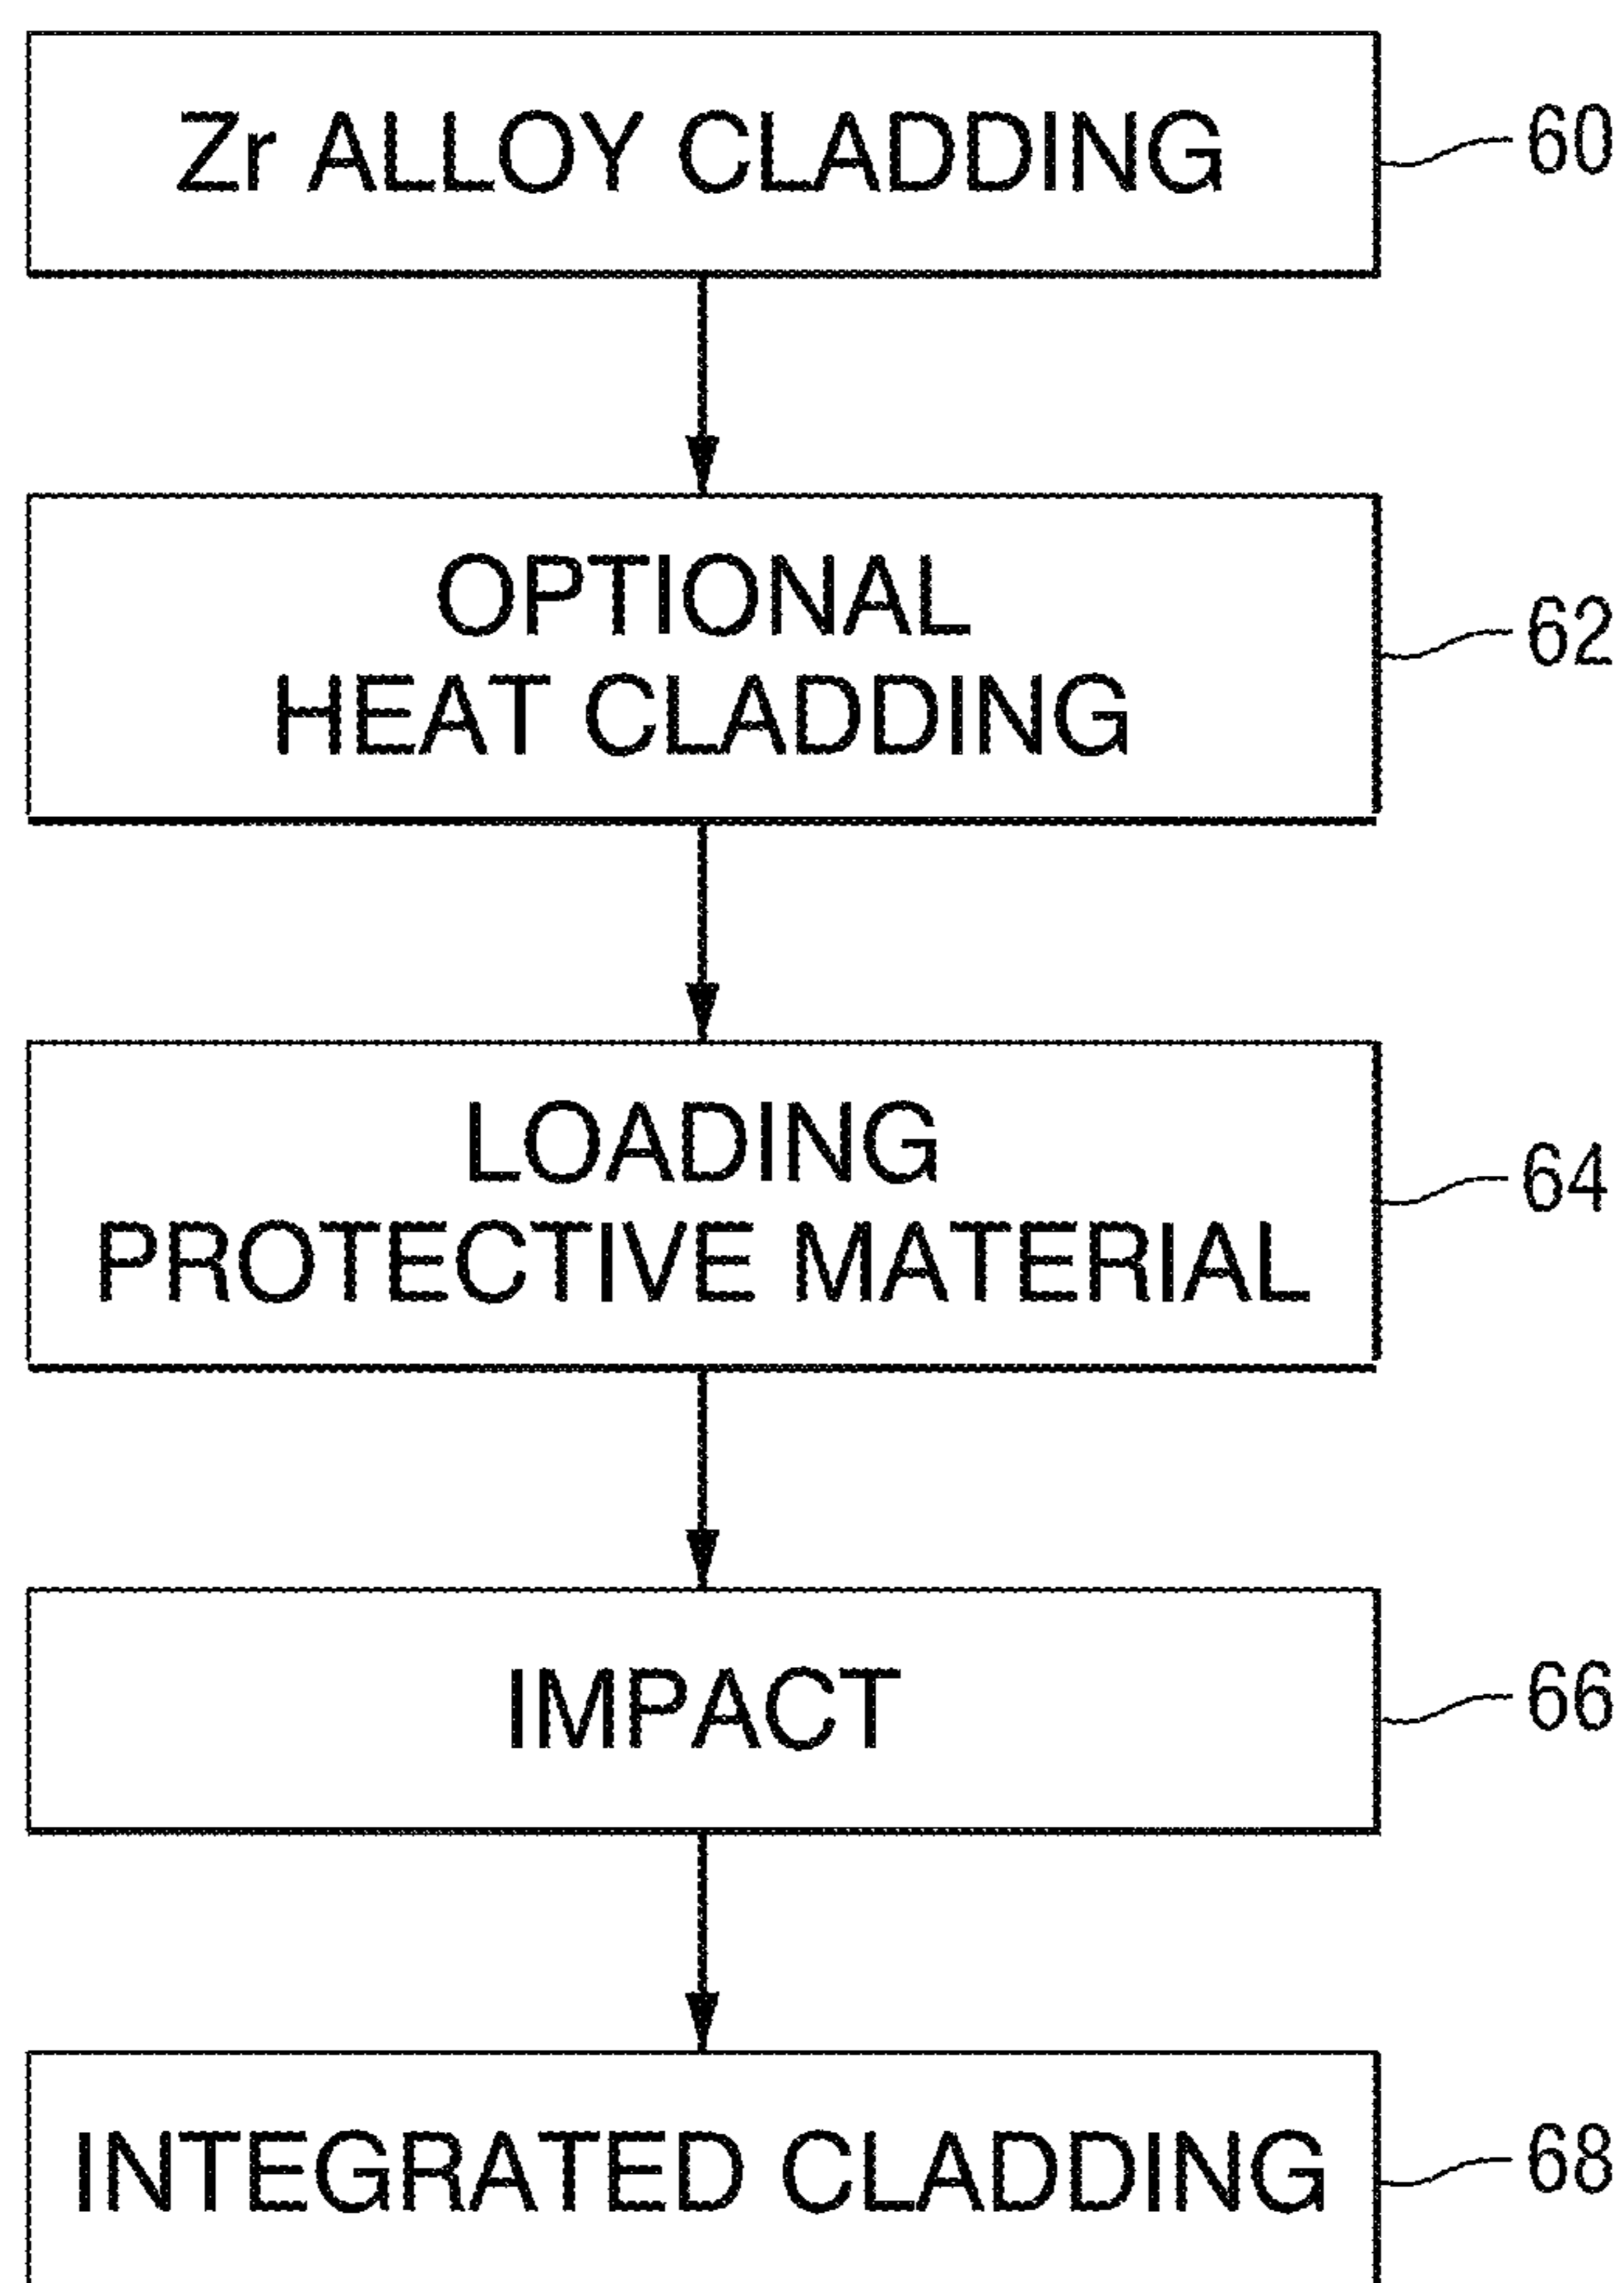 Zr ALLOY CLADDING
60
OPTIONAL
HEAT CLADDING
62
LOADING
PROTECTIVE MATERIAL
64
IMPACT
66
INTEGRATED CLADDING
68